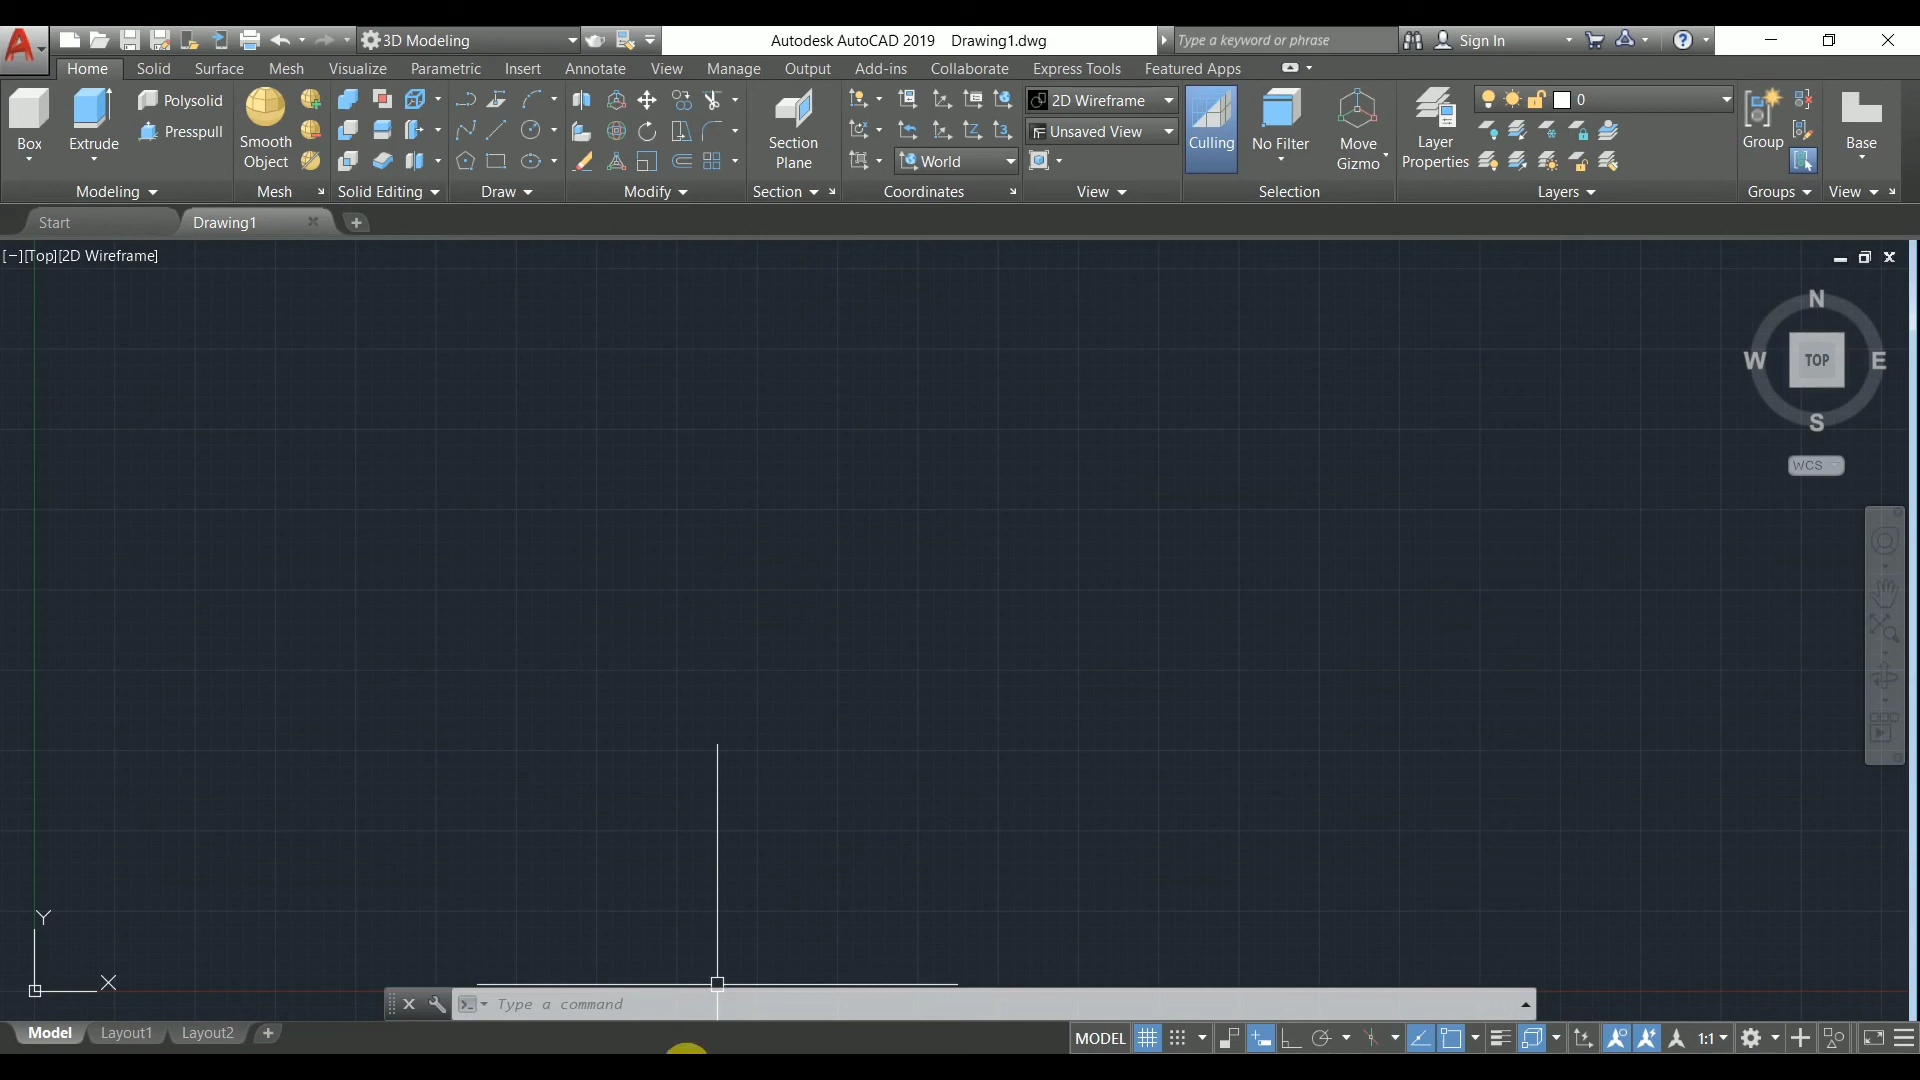 3D Modeling
Autodesk AutoCAD 2019 Drawing1.dwg
Type a keyword or phrase
Sign In
Home Solid Surface Mesh Visualize Parametric Insert Annotate View Manage Output Add-ins Collaborate Express Tools Featured Apps
Box
Extrude
Polysolid
Presspull
Modeling
Smooth
Object
Mesh
Solid Editing
Draw
Modify
Section
Plane
Section
World
Coordinates
2D Wireframe
Unsaved View
View
Culling
No Filter
Move
Gizmo
Selection
Layer
Properties
0
Layers
Group
Groups
Base
View
Start
Drawing1
[−][Top][2D Wireframe]
N
W TOP E
S
WCS
Y
X
Type a command
Model Layout1 Layout2
MODEL
1:1